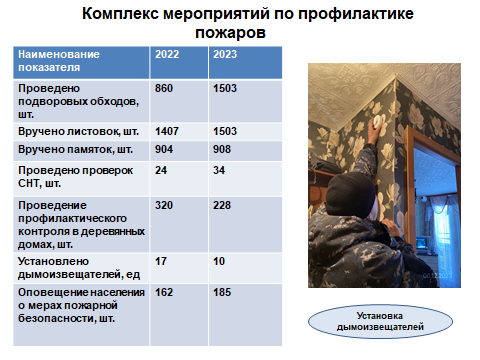 Комплекс мероприятий по профилактике
пожаров
Наименование
показателя
2022
2023
Проведено
подворовых обходов,
шт.
860
1503
Вручено листовок, шт.
1407
1503
Вручено памяток, шт.
904
908
Проведено проверок
СНТ, шт.
24
34
Проведение
профилактического
контроля в деревянных
домах, шт.
320
228
Установлено
дымоизвещателей, ед
17
10
Оповещение населения
о мерах пожарной
безопасности, шт.
162
185
Установка
дымоизвещателей